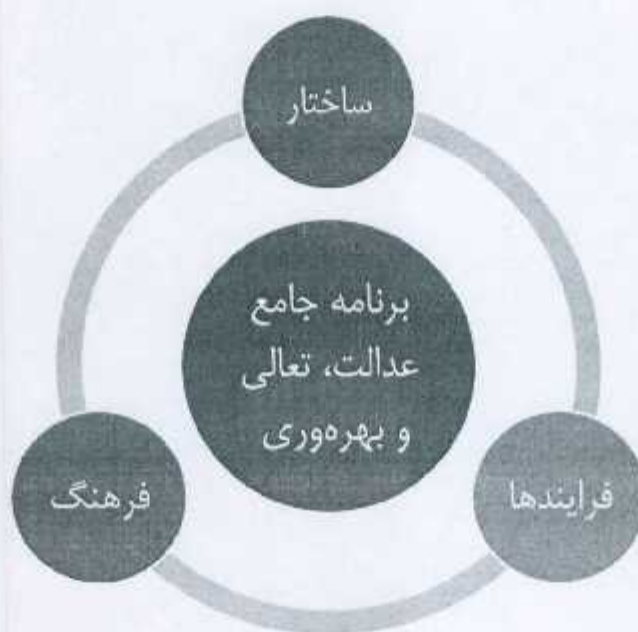 ساختار
برنامه جامع
عدالت، تعالی
و بهره‌وری
فرایندها
فرهنگ